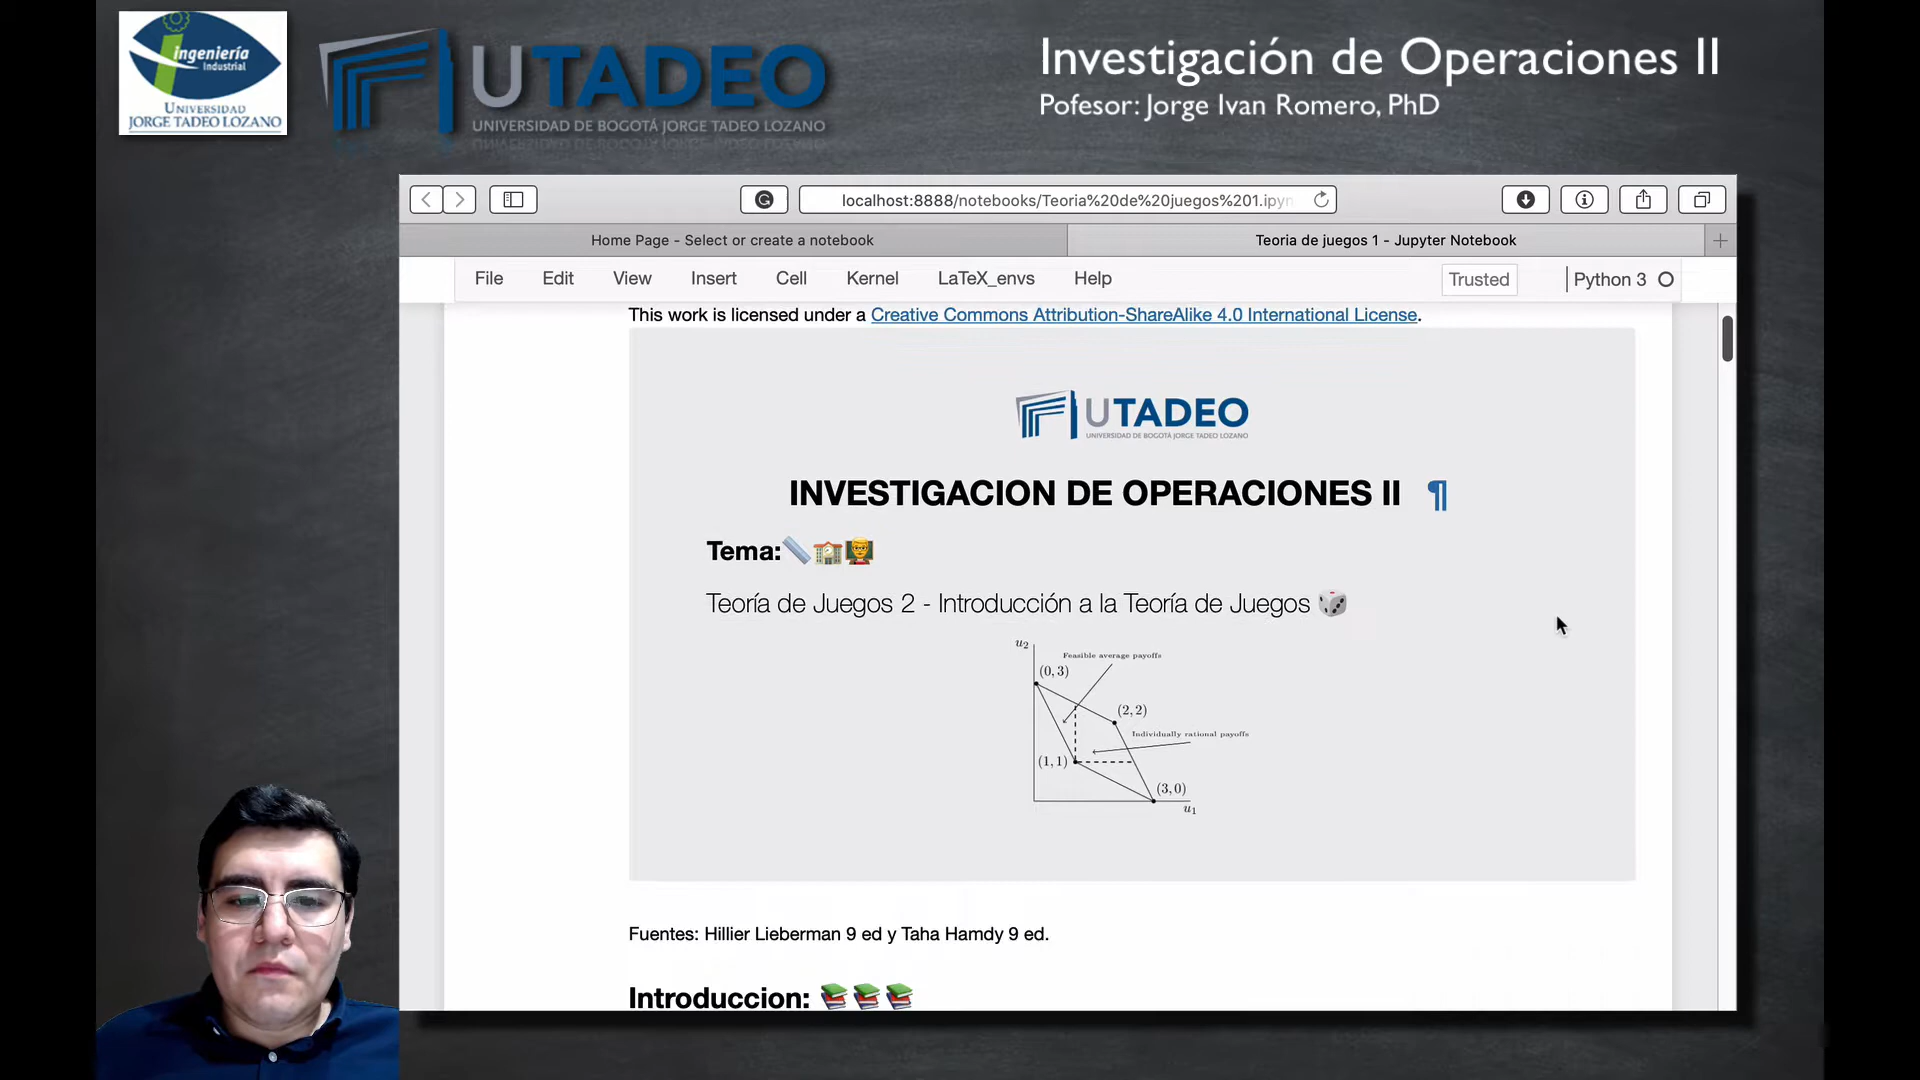 ingeniería
Industrial
UNIVERSIDAD
JORGE TADEO LOZANO
UTADEO
UNIVERSIDAD DE BOGOTÁ JORGE TADEO LOZANO
Investigación de Operaciones II
Pofesor: Jorge Ivan Romero, PhD
localhost:8888/notebooks/Teoria%20de%20juegos%201.ipyn
Home Page - Select or create a notebook
Teoria de juegos 1 - Jupyter Notebook
File Edit View Insert Cell Kernel LaTeX_envs Help Trusted Python 3
This work is licensed under a Creative Commons Attribution-ShareAlike 4.0 International License.
UTADEO
UNIVERSIDAD DE BOGOTÁ JORGE TADEO LOZANO
INVESTIGACION DE OPERACIONES II ¶
Tema:📏🏫👨‍🏫
Teoría de Juegos 2 - Introducción a la Teoría de Juegos 🎲
u2
Feasible average payoffs
(0, 3)
(2, 2)
Individually rational payoffs
(1, 1)
(3, 0)
u1
Fuentes: Hillier Lieberman 9 ed y Taha Hamdy 9 ed.
Introduccion: 📚📚📚